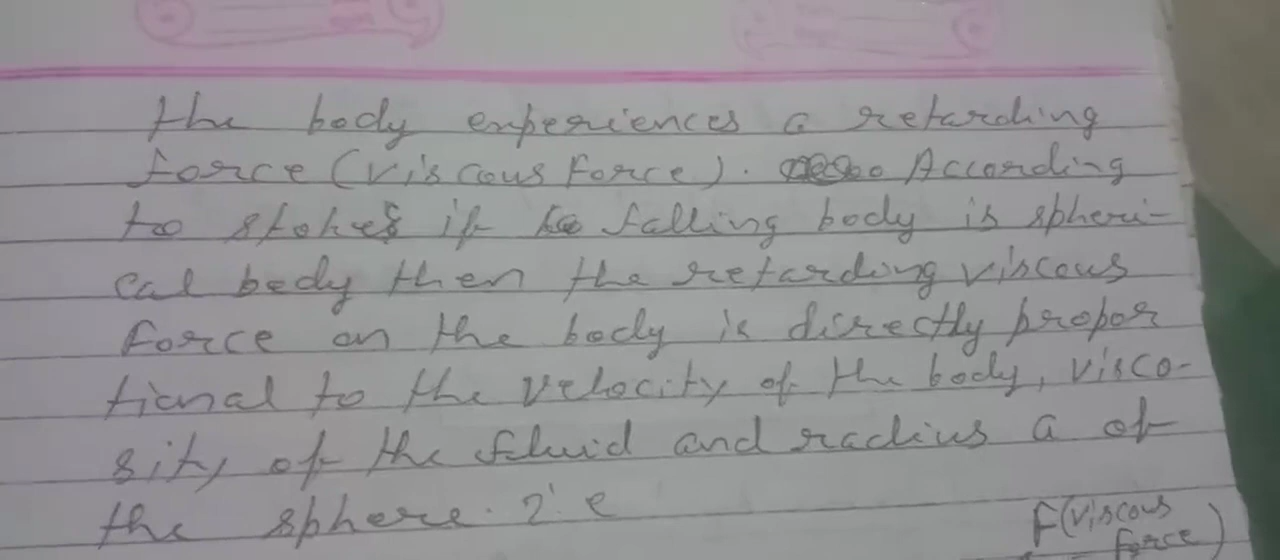 the body experiences a retarding
force (viscous force). According
to stokes if falling body is spheri-
cal body then the retarding viscous
force on the body is directly propor
tional to the velocity of the body, visco-
sity of the fluid and radius a of
the sphere. i e
F (viscous
force)